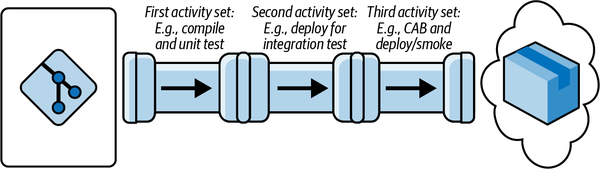 First activity set:
E.g., compile
and unit test
Second activity set:
E.g., deploy for
integration test
Third activity set:
E.g., CAB and
deploy/smoke